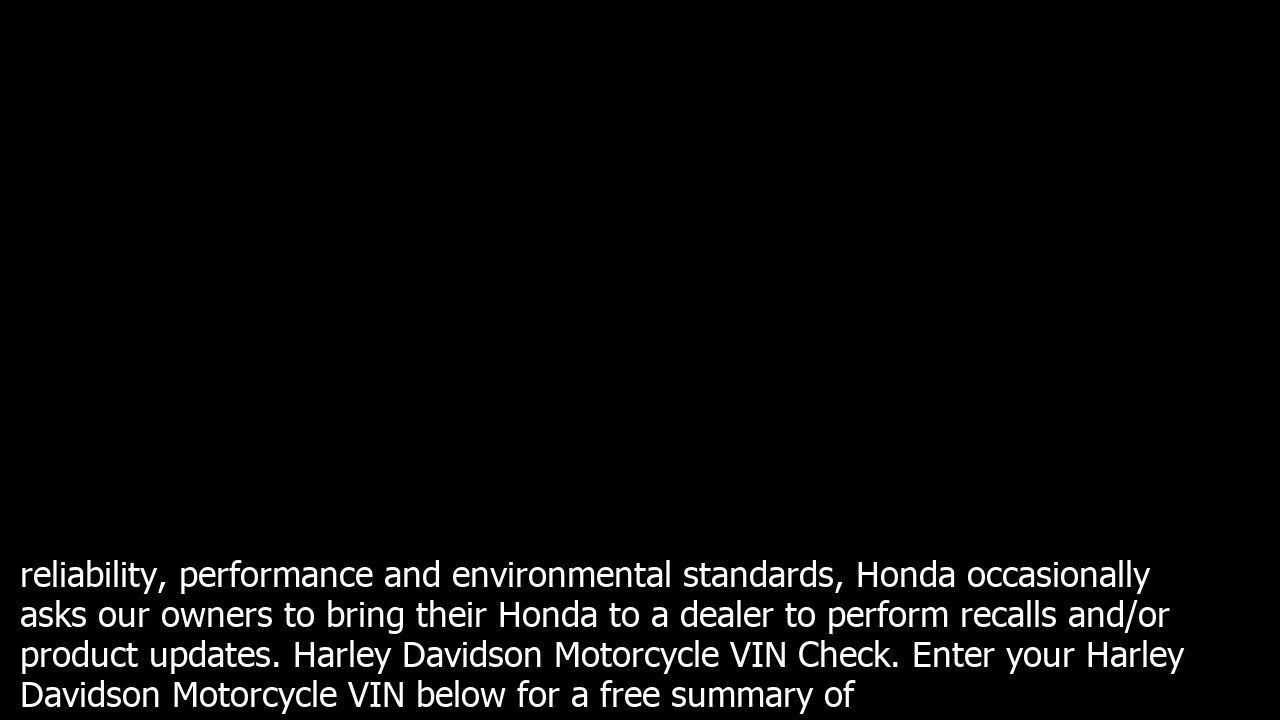 reliability, performance and environmental standards, Honda occasionally
asks our owners to bring their Honda to a dealer to perform recalls and/or
product updates. Harley Davidson Motorcycle VIN Check. Enter your Harley
Davidson Motorcycle VIN below for a free summary of